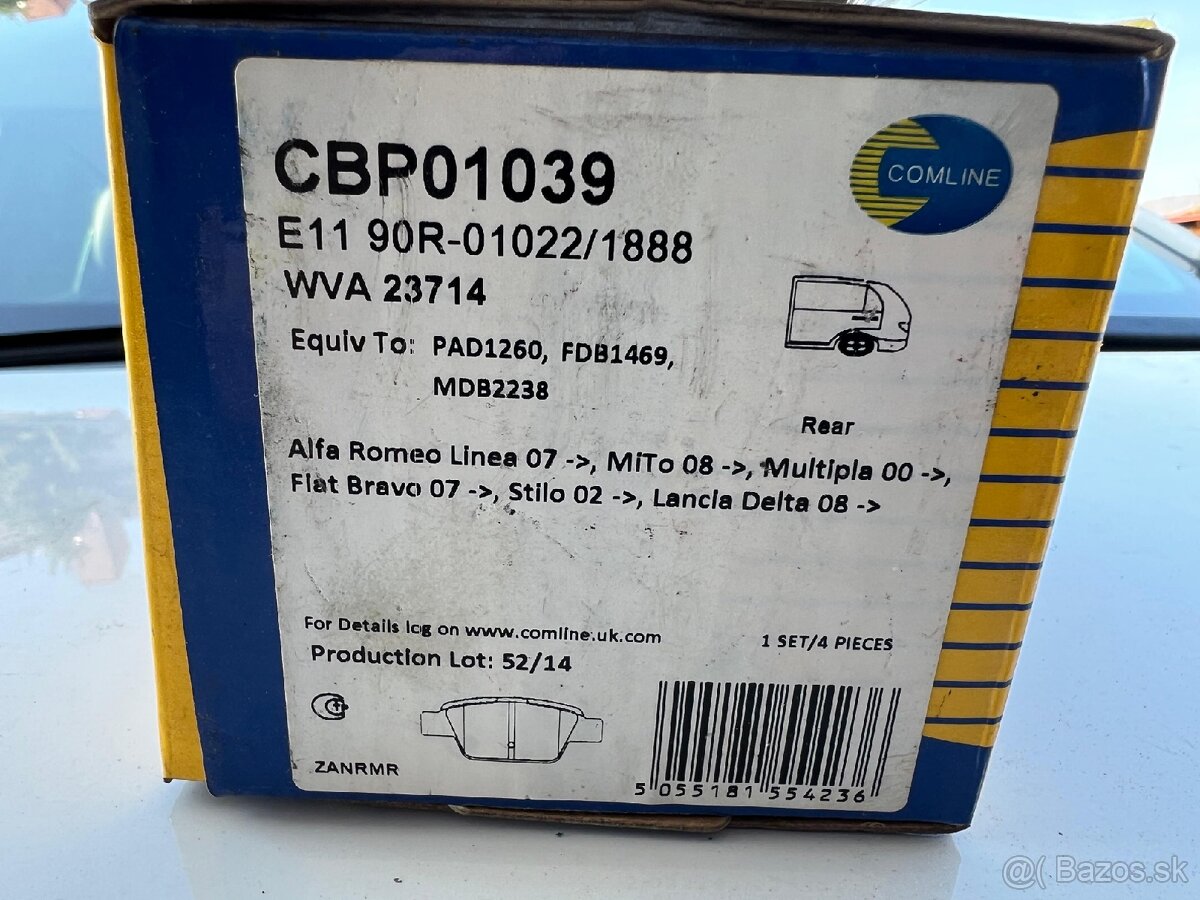 CBP01039
COMLINE
E11 90R-01022/1888
WVA 23714
Equiv To: PAD1260, FDB1469,
MDB2238
Rear
Alfa Romeo Linea 07 ->, MiTo 08 ->, Multipla 00 ->,
Fiat Bravo 07 ->, Stilo 02 ->, Lancia Delta 08 ->
For Details log on www.comline.uk.com
1 SET/4 PIECES
Production Lot: 52/14
ZANRMR
5 055181 554236
@( Bazos.sk